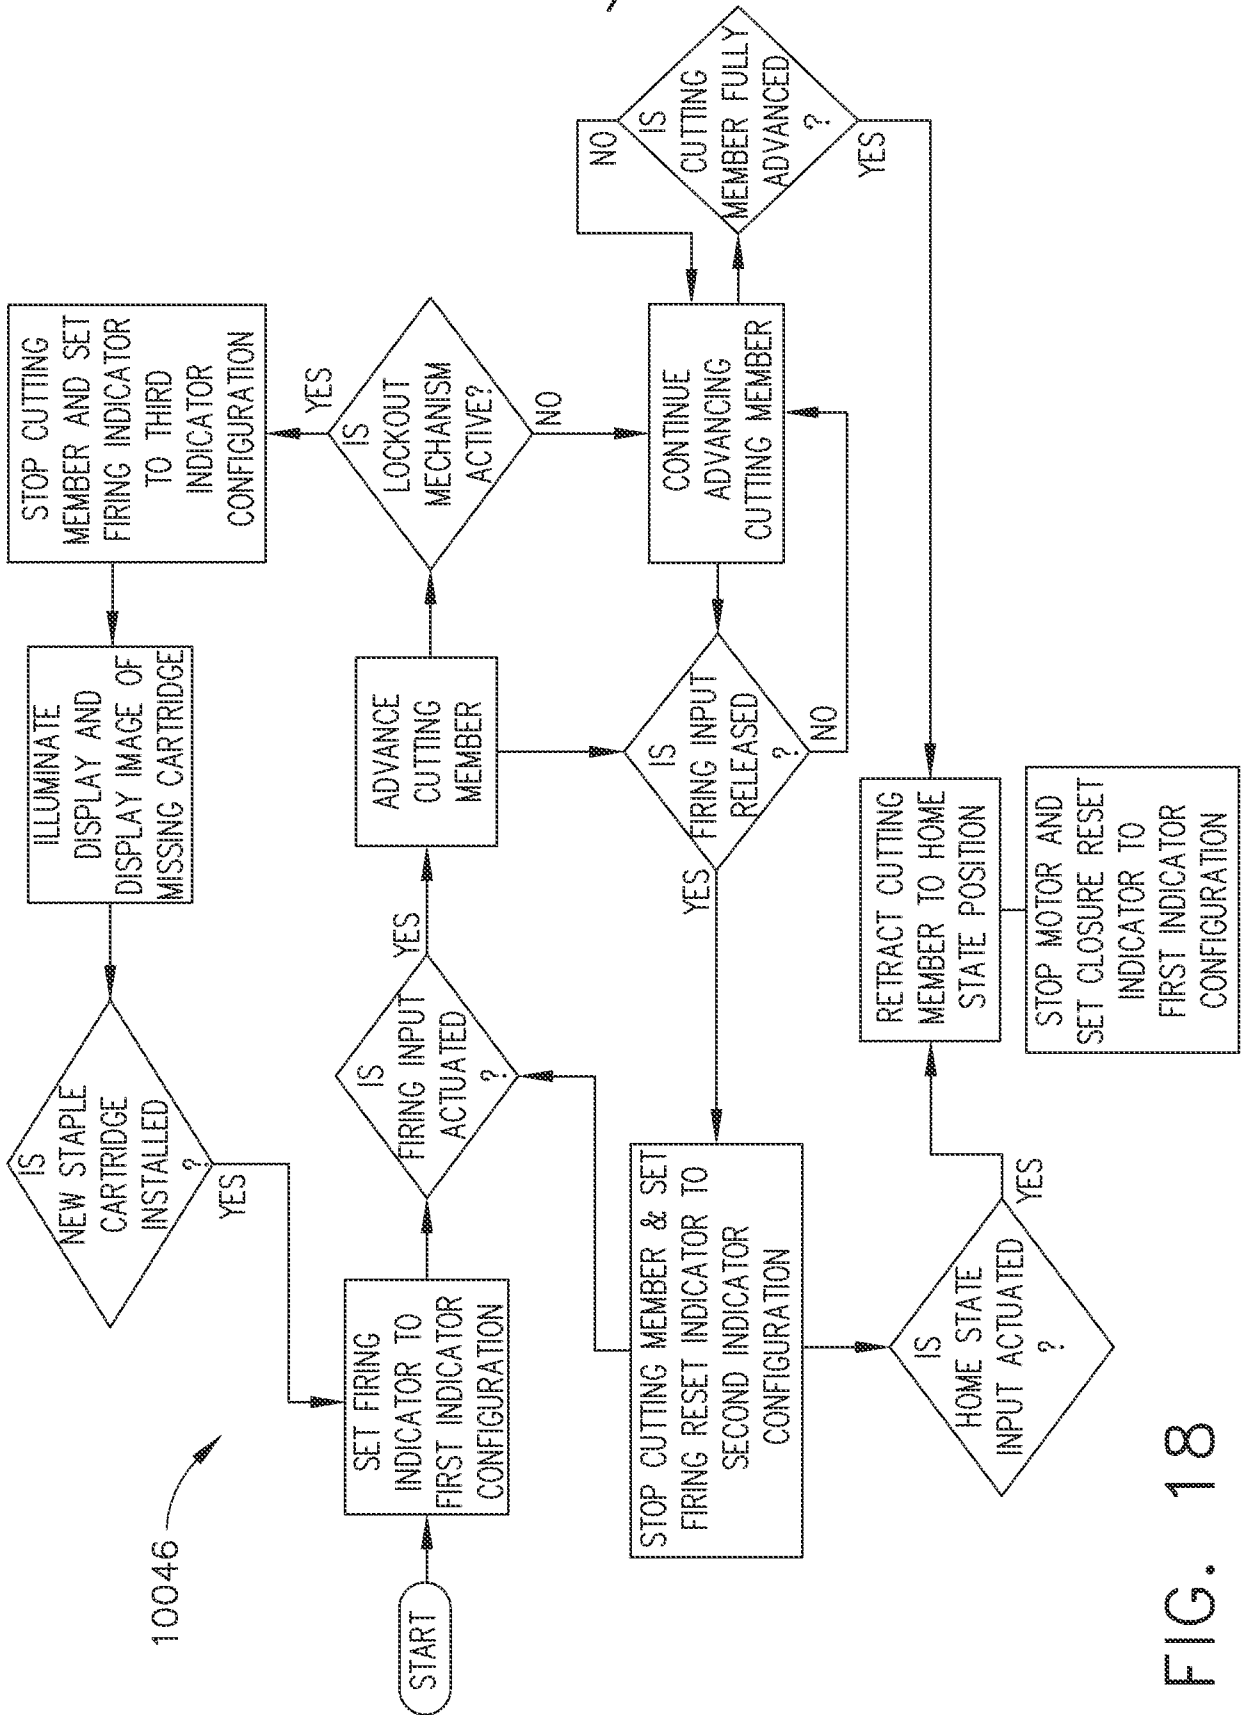 10046
START
SET FIRING
INDICATOR TO
FIRST INDICATOR
CONFIGURATION
IS
FIRING INPUT
ACTUATED
?
YES
ADVANCE
CUTTING
MEMBER
IS
LOCKOUT
MECHANISM
ACTIVE?
YES
NO
STOP CUTTING
MEMBER AND SET
FIRING INDICATOR
TO THIRD
INDICATOR
CONFIGURATION
ILLUMINATE
DISPLAY AND
DISPLAY IMAGE OF
MISSING CARTRIDGE
IS
NEW STAPLE
CARTRIDGE
INSTALLED
?
YES
CONTINUE
ADVANCING
CUTTING MEMBER
IS
CUTTING
MEMBER FULLY
ADVANCED
?
NO
YES
IS
FIRING INPUT
RELEASED
?
YES
NO
STOP CUTTING MEMBER & SET
FIRING RESET INDICATOR TO
SECOND INDICATOR
CONFIGURATION
IS
HOME STATE
INPUT ACTUATED
?
YES
RETRACT CUTTING
MEMBER TO HOME
STATE POSITION
STOP MOTOR AND
SET CLOSURE RESET
INDICATOR TO
FIRST INDICATOR
CONFIGURATION
FIG. 18